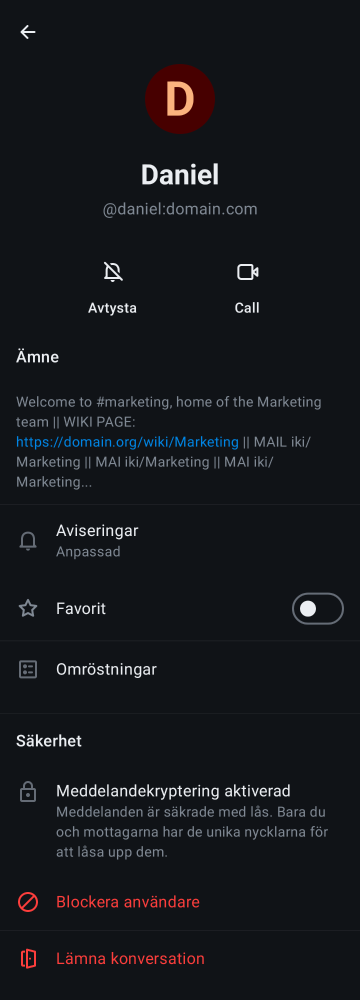 D
Daniel
@daniel:domain.com
Avtysta
Call
Ämne
Welcome to #marketing, home of the Marketing
team || WIKI PAGE:
https://domain.org/wiki/Marketing || MAIL iki/
Marketing || MAI iki/Marketing || MAI iki/
Marketing...
Aviseringar
Anpassad
Favorit
Omröstningar
Säkerhet
Meddelandekryptering aktiverad
Meddelanden är säkrade med lås. Bara du
och mottagarna har de unika nycklarna för
att låsa upp dem.
Blockera användare
Lämna konversation